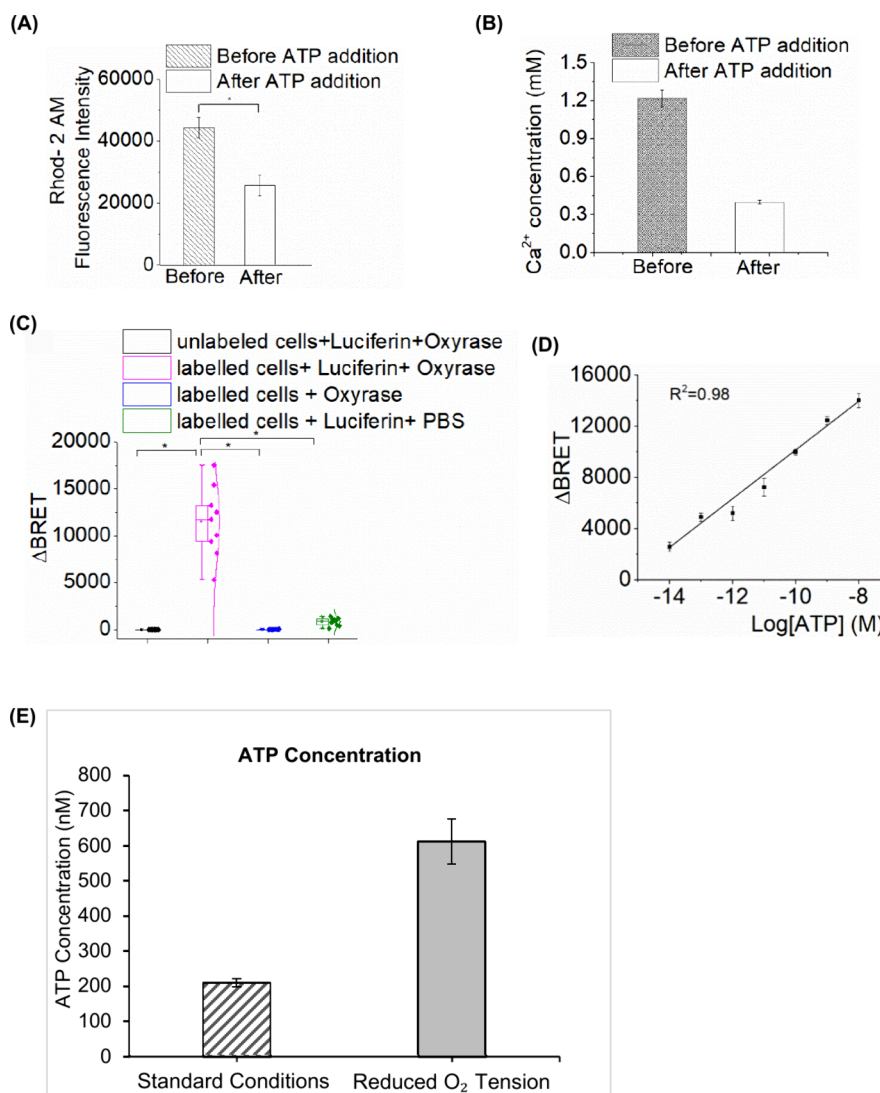 (A)
Before ATP addition
After ATP addition
Rhod- 2 AM
Fluorescence Intensity
60000
40000
20000
0
*
Before
After
(B)
Before ATP addition
After ATP addition
Ca²⁺ concentration (mM)
1.5
1.2
0.9
0.6
0.3
0.0
Before
After
(C)
unlabeled cells+Luciferin+Oxyrase
labelled cells+ Luciferin+ Oxyrase
labelled cells + Oxyrase
labelled cells + Luciferin+ PBS
ΔBRET
20000
15000
10000
5000
0
*
*
*
(D)
ΔBRET
16000
12000
8000
4000
0
R²=0.98
-14
-12
-10
-8
Log[ATP] (M)
(E)
ATP Concentration
ATP Concentration (nM)
800
700
600
500
400
300
200
100
0
Standard Conditions
Reduced O₂ Tension